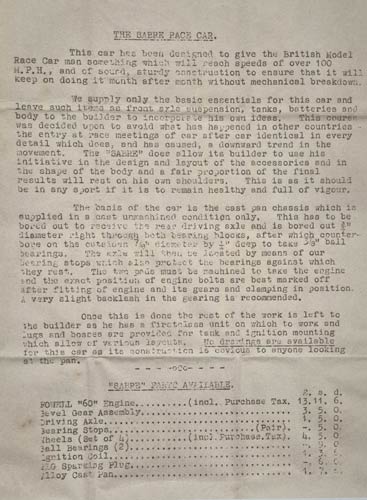 THE SABRE RACE CAR.
This car has been designed to give the British Model
Race Car man something which will reach speeds of over 100
M.P.H., and of sound, sturdy construction to ensure that it will
keep on doing it month after month without mechanical breakdown.
We supply only the basic essentials for this car and
leave such items as front axle suspension, tanks, batteries and
body to the builder to incorporate his own ideas. This course
was decided upon to avoid what has happened in other countries -
the entry at race meetings of car after car identical in every
detail which does, and has, caused, a downward trend in the
movement. The "SABRE" does allow its builder to use his
initiative in the design and layout of the accessories and in
the shape of the body and a fair proportion of the final
results will rest on his own shoulders. This is as it should
be in any sport if it is to remain healthy and full of vigour.
The basis of the car is the cast pan chassis which is
supplied in a cast unmachined condition only. This has to be
bored out to receive the rear driving axle and is bored out
diameter right through both bearing blocks, after which counter-
bore on the outsides diameter by deep to take ball
bearings. The axle will then be located by means of our
bearing stops which also protect the bearings against which
they rest. The two pads must be machined to take the engine
and the exact position of engine bolts are best marked off
after fitting of engine and its gears and clamping in position.
A very slight backlash in the gearing is recommended.
Once this is done the rest of the work is left to
the builder as he has a firstclass unit on which to work and
lugs and bosses are provided for tank and ignition mounting
which allow of various layouts. No drawings are available
for this car as its construction is obvious to anyone looking
at the pan.
---oOo---
"SABRE" PARTS AVAILABLE.
£. s. d.
ROWELL "60" Engine..........(incl. Purchase Tax. 13.11. 6.
Bevel Gear Assembly.................... 3. 5. 0.
Driving Axle....................
Bearing Stops....................(Pair).
Wheels (Set of 4)..........(incl.Purchase.Tax). 4. 5. 0.
Ball Bearings (2)....................
Ignition Coil....................
KLG Sparking Plug....................
Alloy Cast Pan....................